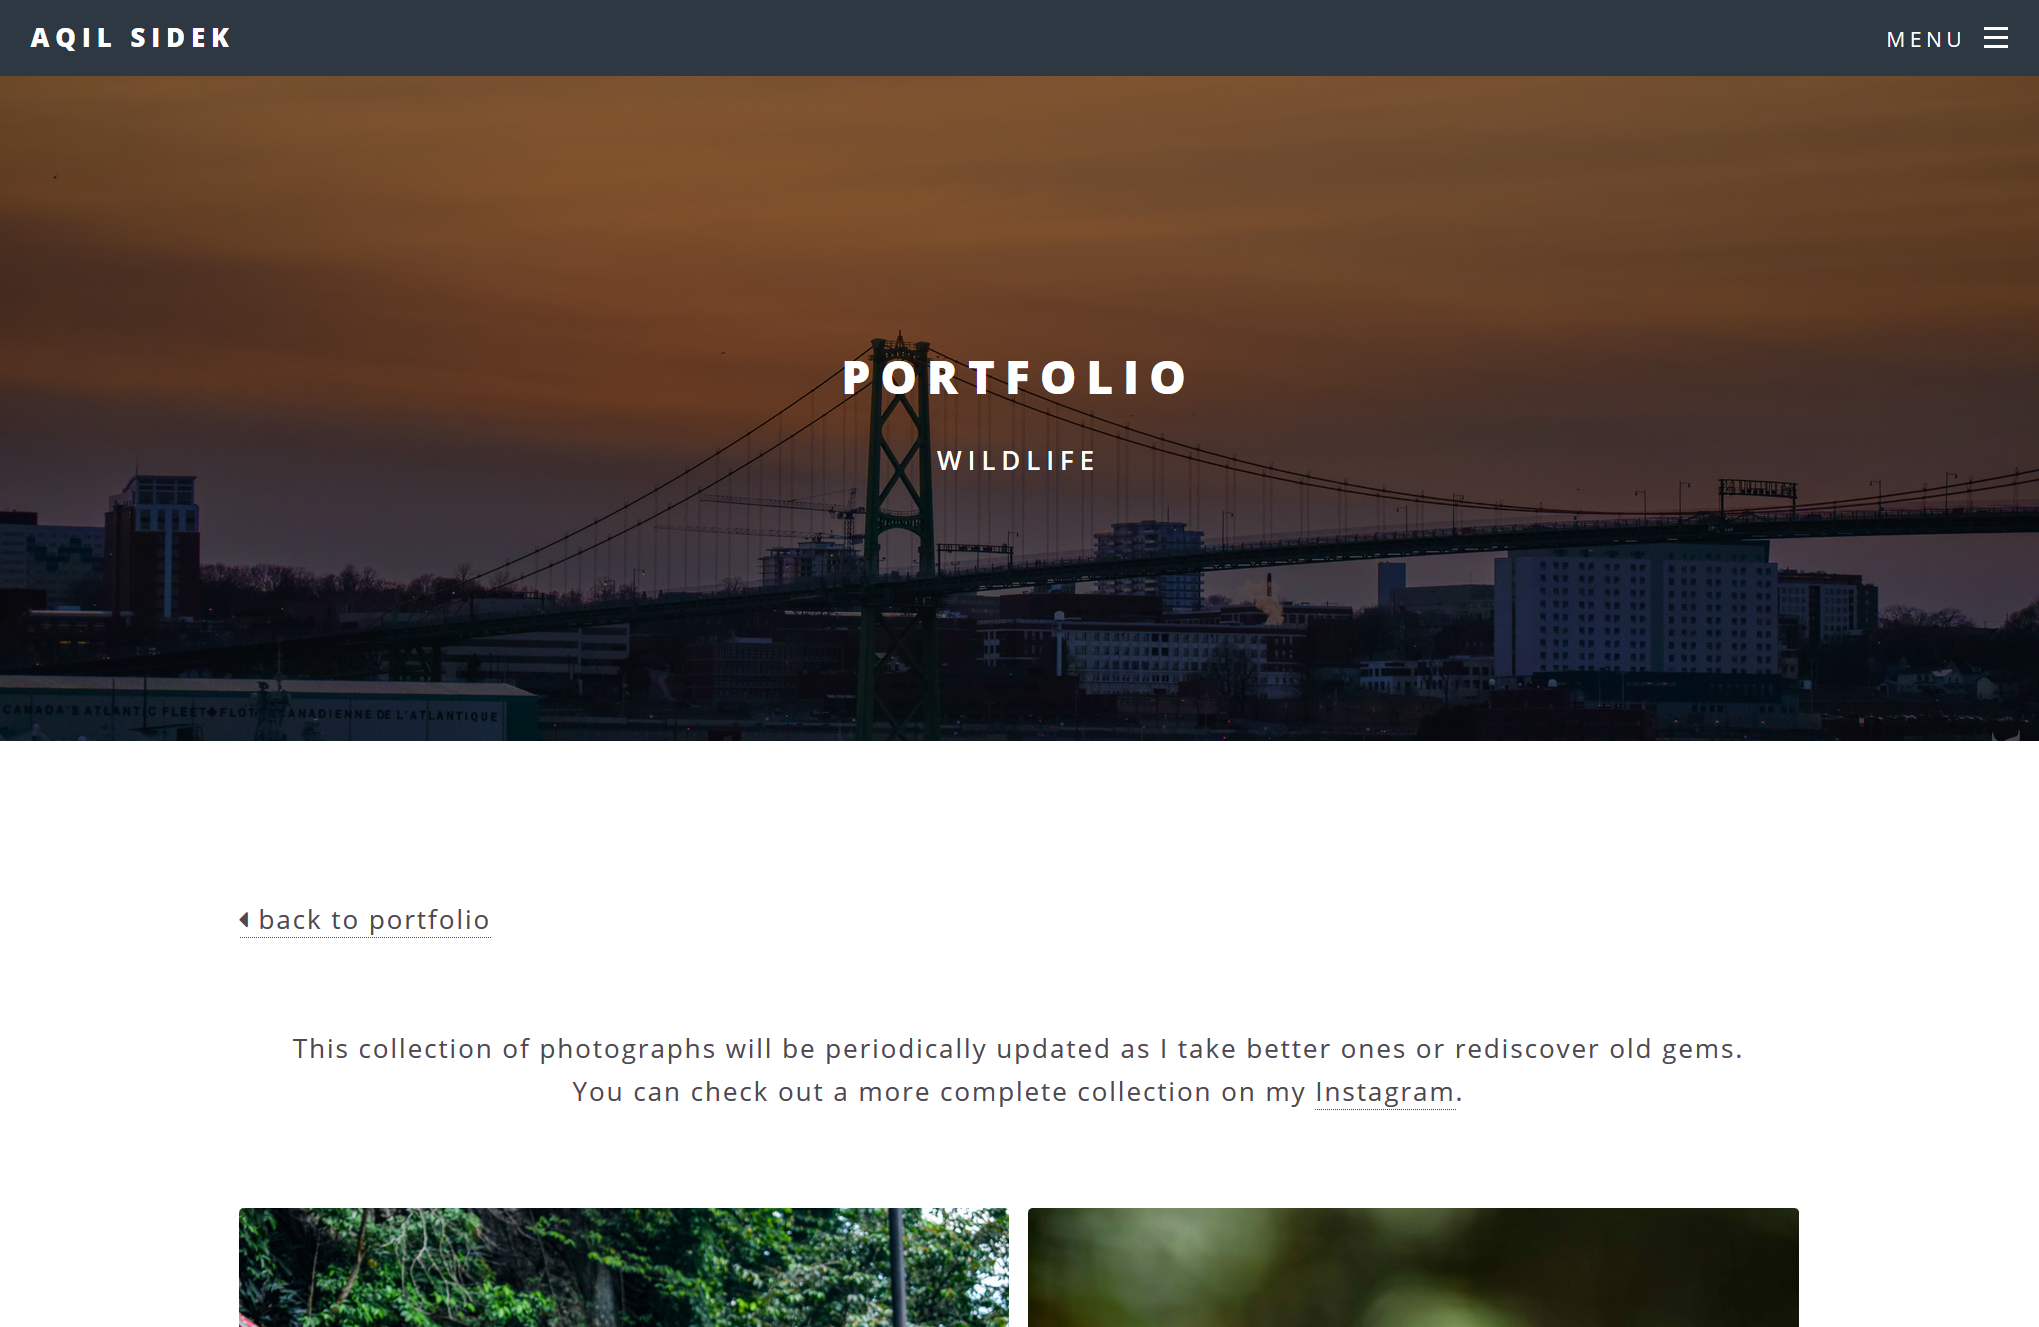 AQIL SIDEK
MENU
PORTFOLIO
WILDLIFE
CANADA'S ATLANTIC FLEET FLOT CANADIENNE DE L'ATLANTIQUE
back to portfolio
This collection of photographs will be periodically updated as I take better ones or rediscover old gems.
You can check out a more complete collection on my Instagram.